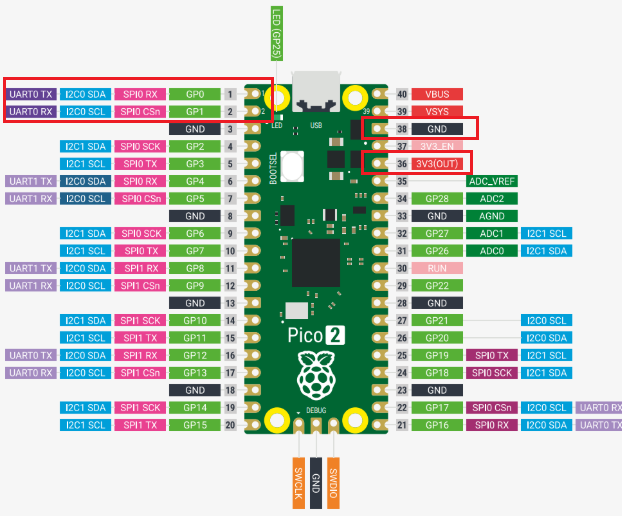 LED (GP25)
UART0 TX I2C0 SDA SPI0 RX GP0 1 1 40 VBUS
UART0 RX I2C0 SCL SPI0 CSn GP1 2 2 39 39 VSYS
GND 3 LED USB 38 GND
I2C1 SDA SPI0 SCK GP2 4 37 3V3_EN
I2C1 SCL SPI0 TX GP3 5 BOOTSEL 36 3V3(OUT)
UART1 TX I2C0 SDA SPI0 RX GP4 6 35 ADC_VREF
UART1 RX I2C0 SCL SPI0 CSn GP5 7 34 GP28 ADC2
GND 8 33 GND AGND
I2C1 SDA SPI0 SCK GP6 9 32 GP27 ADC1 I2C1 SCL
I2C1 SCL SPI0 TX GP7 10 31 GP26 ADC0 I2C1 SDA
UART1 TX I2C0 SDA SPI1 RX GP8 11 30 RUN
UART1 RX I2C0 SCL SPI1 CSn GP9 12 29 GP22
GND 13 28 GND
I2C1 SDA SPI1 SCK GP10 14 27 GP21 I2C0 SCL
I2C1 SCL SPI1 TX GP11 15 Pico 2 26 GP20 I2C0 SDA
UART0 TX I2C0 SDA SPI1 RX GP12 16 25 GP19 SPI0 TX I2C1 SCL
UART0 RX I2C0 SCL SPI1 CSn GP13 17 24 GP18 SPI0 SCK I2C1 SDA
GND 18 23 GND
I2C1 SDA SPI1 SCK GP14 19 DEBUG 22 GP17 SPI0 CSn I2C0 SCL UART0 RX
I2C1 SCL SPI1 TX GP15 20 21 GP16 SPI0 RX I2C0 SDA UART0 TX
SWCLK GND SWDIO